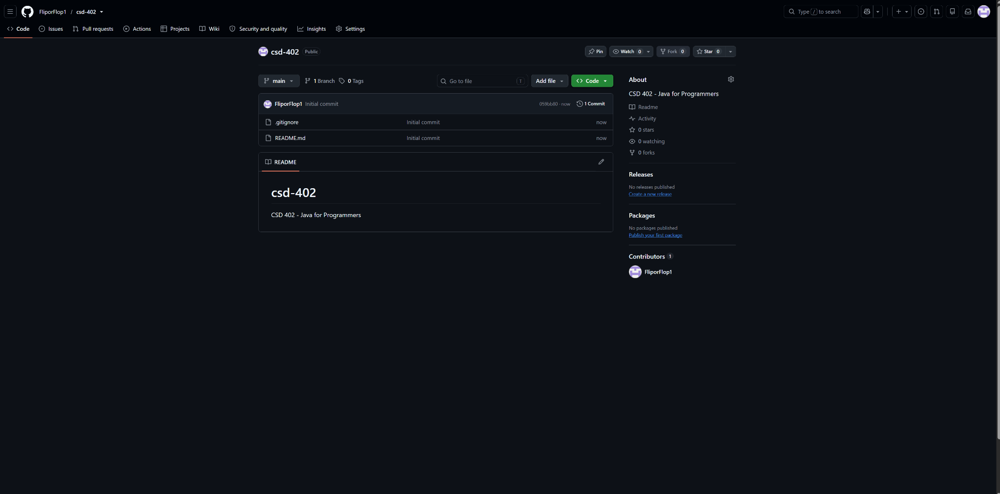 FliporFlop1 / csd-402
Type / to search
Code Issues Pull requests Actions Projects Wiki Security and quality Insights Settings
csd-402 Public
Pin Watch 0 Fork 0 Star 0
main 1 Branch 0 Tags Go to file T Add file Code
FliporFlop1 Initial commit 059bb80 · now 1 Commit
.gitignore Initial commit now
README.md Initial commit now
README
csd-402
CSD 402 - Java for Programmers
About
CSD 402 - Java for Programmers
Readme
Activity
0 stars
0 watching
0 forks
Releases
No releases published
Create a new release
Packages
No packages published
Publish your first package
Contributors 1
FliporFlop1